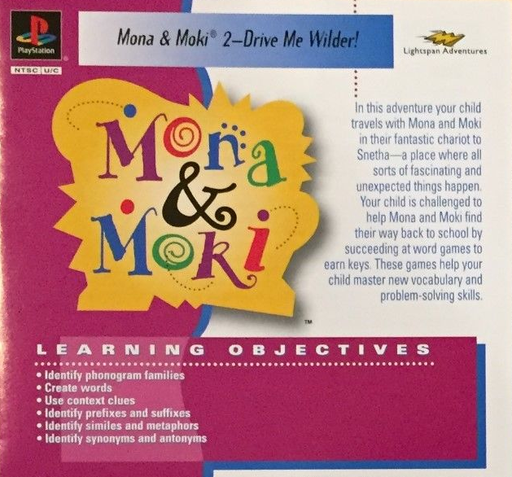 PlayStation
NTSC U/C
Mona & Moki® 2–Drive Me Wilder!
Lightspan Adventures
In this adventure your child
travels with Mona and Moki
in their fantastic chariot to
Snetha—a place where all
sorts of fascinating and
unexpected things happen.
Your child is challenged to
help Mona and Moki find
their way back to school by
succeeding at word games to
earn keys. These games help your
child master new vocabulary and
problem-solving skills.
Mona
&
Moki
™
LEARNING OBJECTIVES
• Identify phonogram families
• Create words
• Use context clues
• Identify prefixes and suffixes
• Identify similes and metaphors
• Identify synonyms and antonyms